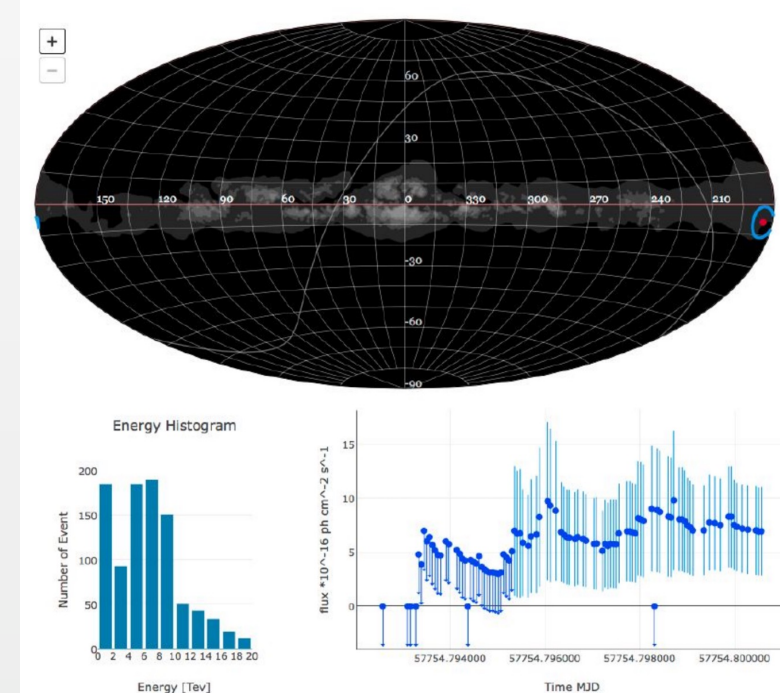 +
−
60
30
150 120 90 60 30 0 330 300 270 240 210
-30
-60
-90
Energy Histogram
Number of Event
200
150
100
50
0
0 2 4 6 8 10 12 14 16 18 20
Energy [Tev]
flux *10^-16 ph cm^-2 s^-1
15
10
5
0
57754.794000 57754.796000 57754.798000 57754.800000
Time MJD